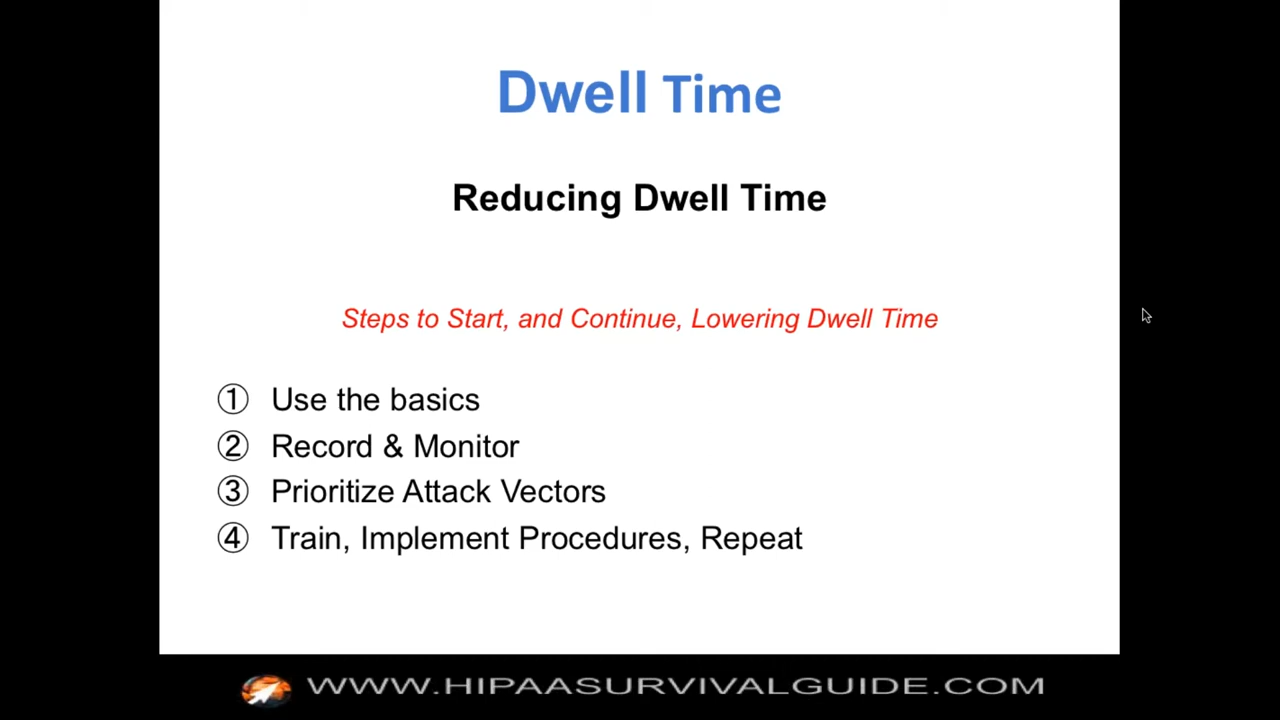 Dwell Time
Reducing Dwell Time
Steps to Start, and Continue, Lowering Dwell Time
① Use the basics
② Record & Monitor
③ Prioritize Attack Vectors
④ Train, Implement Procedures, Repeat
WWW.HIPAASURVIVALGUIDE.COM